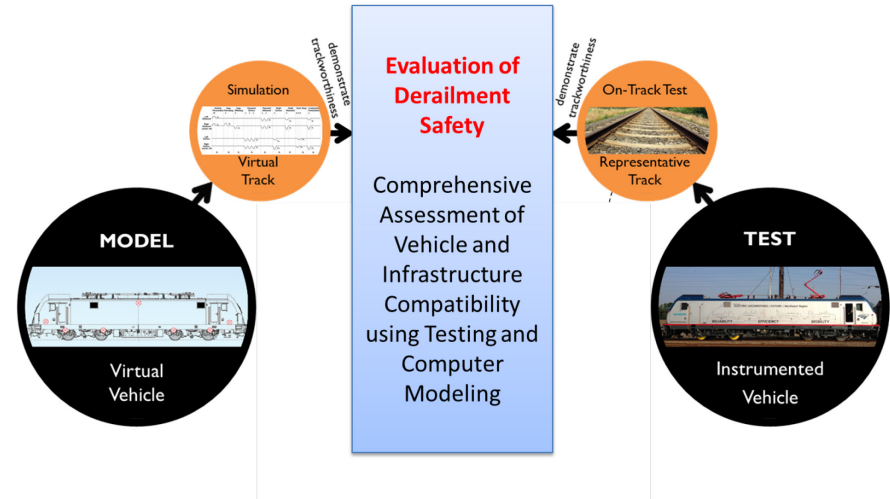 Simulation
Virtual
Track
demonstrate
trackworthiness
MODEL
Virtual
Vehicle
Evaluation of
Derailment
Safety
Comprehensive
Assessment of
Vehicle and
Infrastructure
Compatibility
using Testing and
Computer
Modeling
demonstrate
trackworthiness
On-Track Test
Representative
Track
TEST
Instrumented
Vehicle